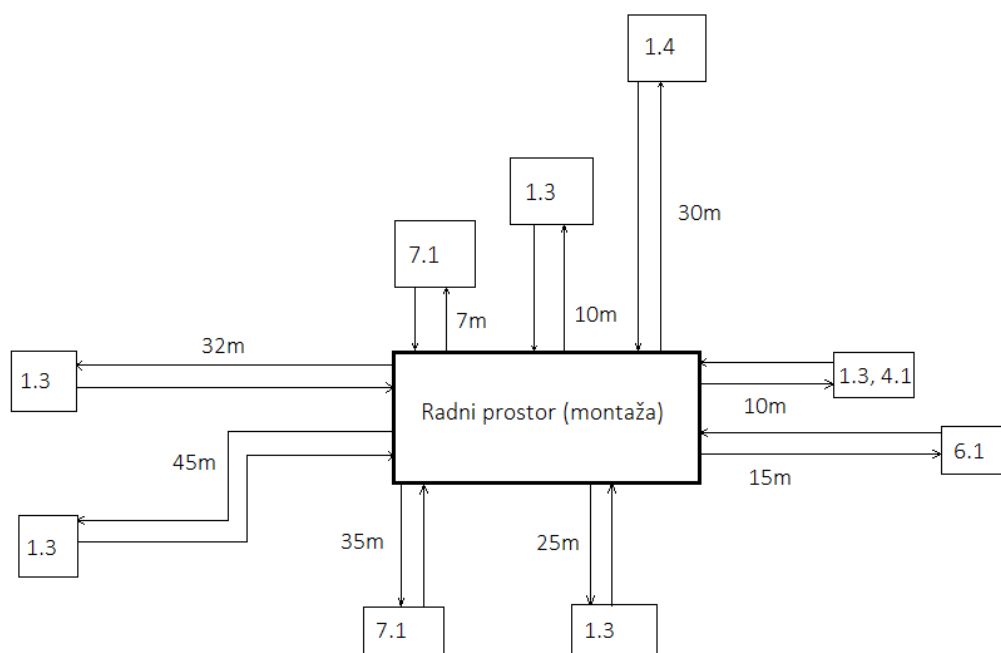 1.4
1.3
30m
7.1
7m
10m
32m
1.3
1.3, 4.1
Radni prostor (montaža)
10m
6.1
45m
15m
1.3
35m
25m
7.1
1.3